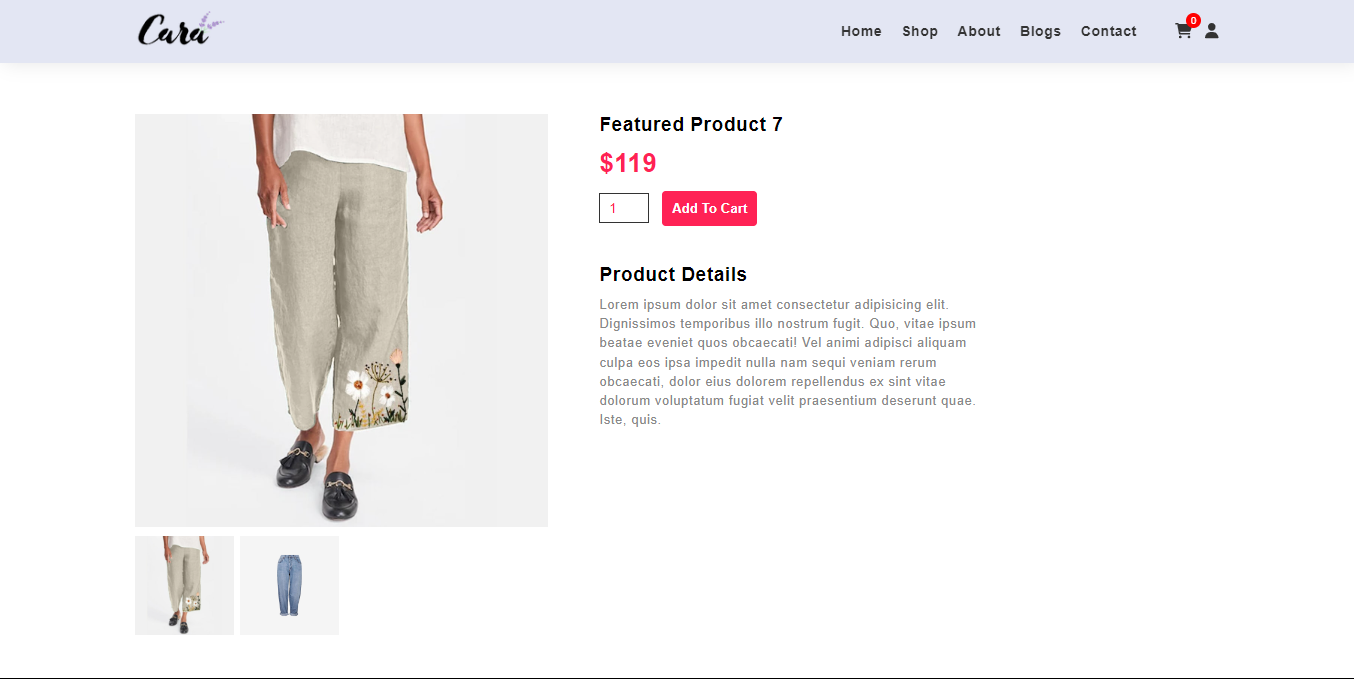 Cara
Home Shop About Blogs Contact
0
Featured Product 7
$119
1
Add To Cart
Product Details
Lorem ipsum dolor sit amet consectetur adipisicing elit.
Dignissimos temporibus illo nostrum fugit. Quo, vitae ipsum
beatae eveniet quos obcaecati! Vel animi adipisci aliquam
culpa eos ipsa impedit nulla nam sequi veniam rerum
obcaecati, dolor eius dolorem repellendus ex sint vitae
dolorum voluptatum fugiat velit praesentium deserunt quae.
Iste, quis.